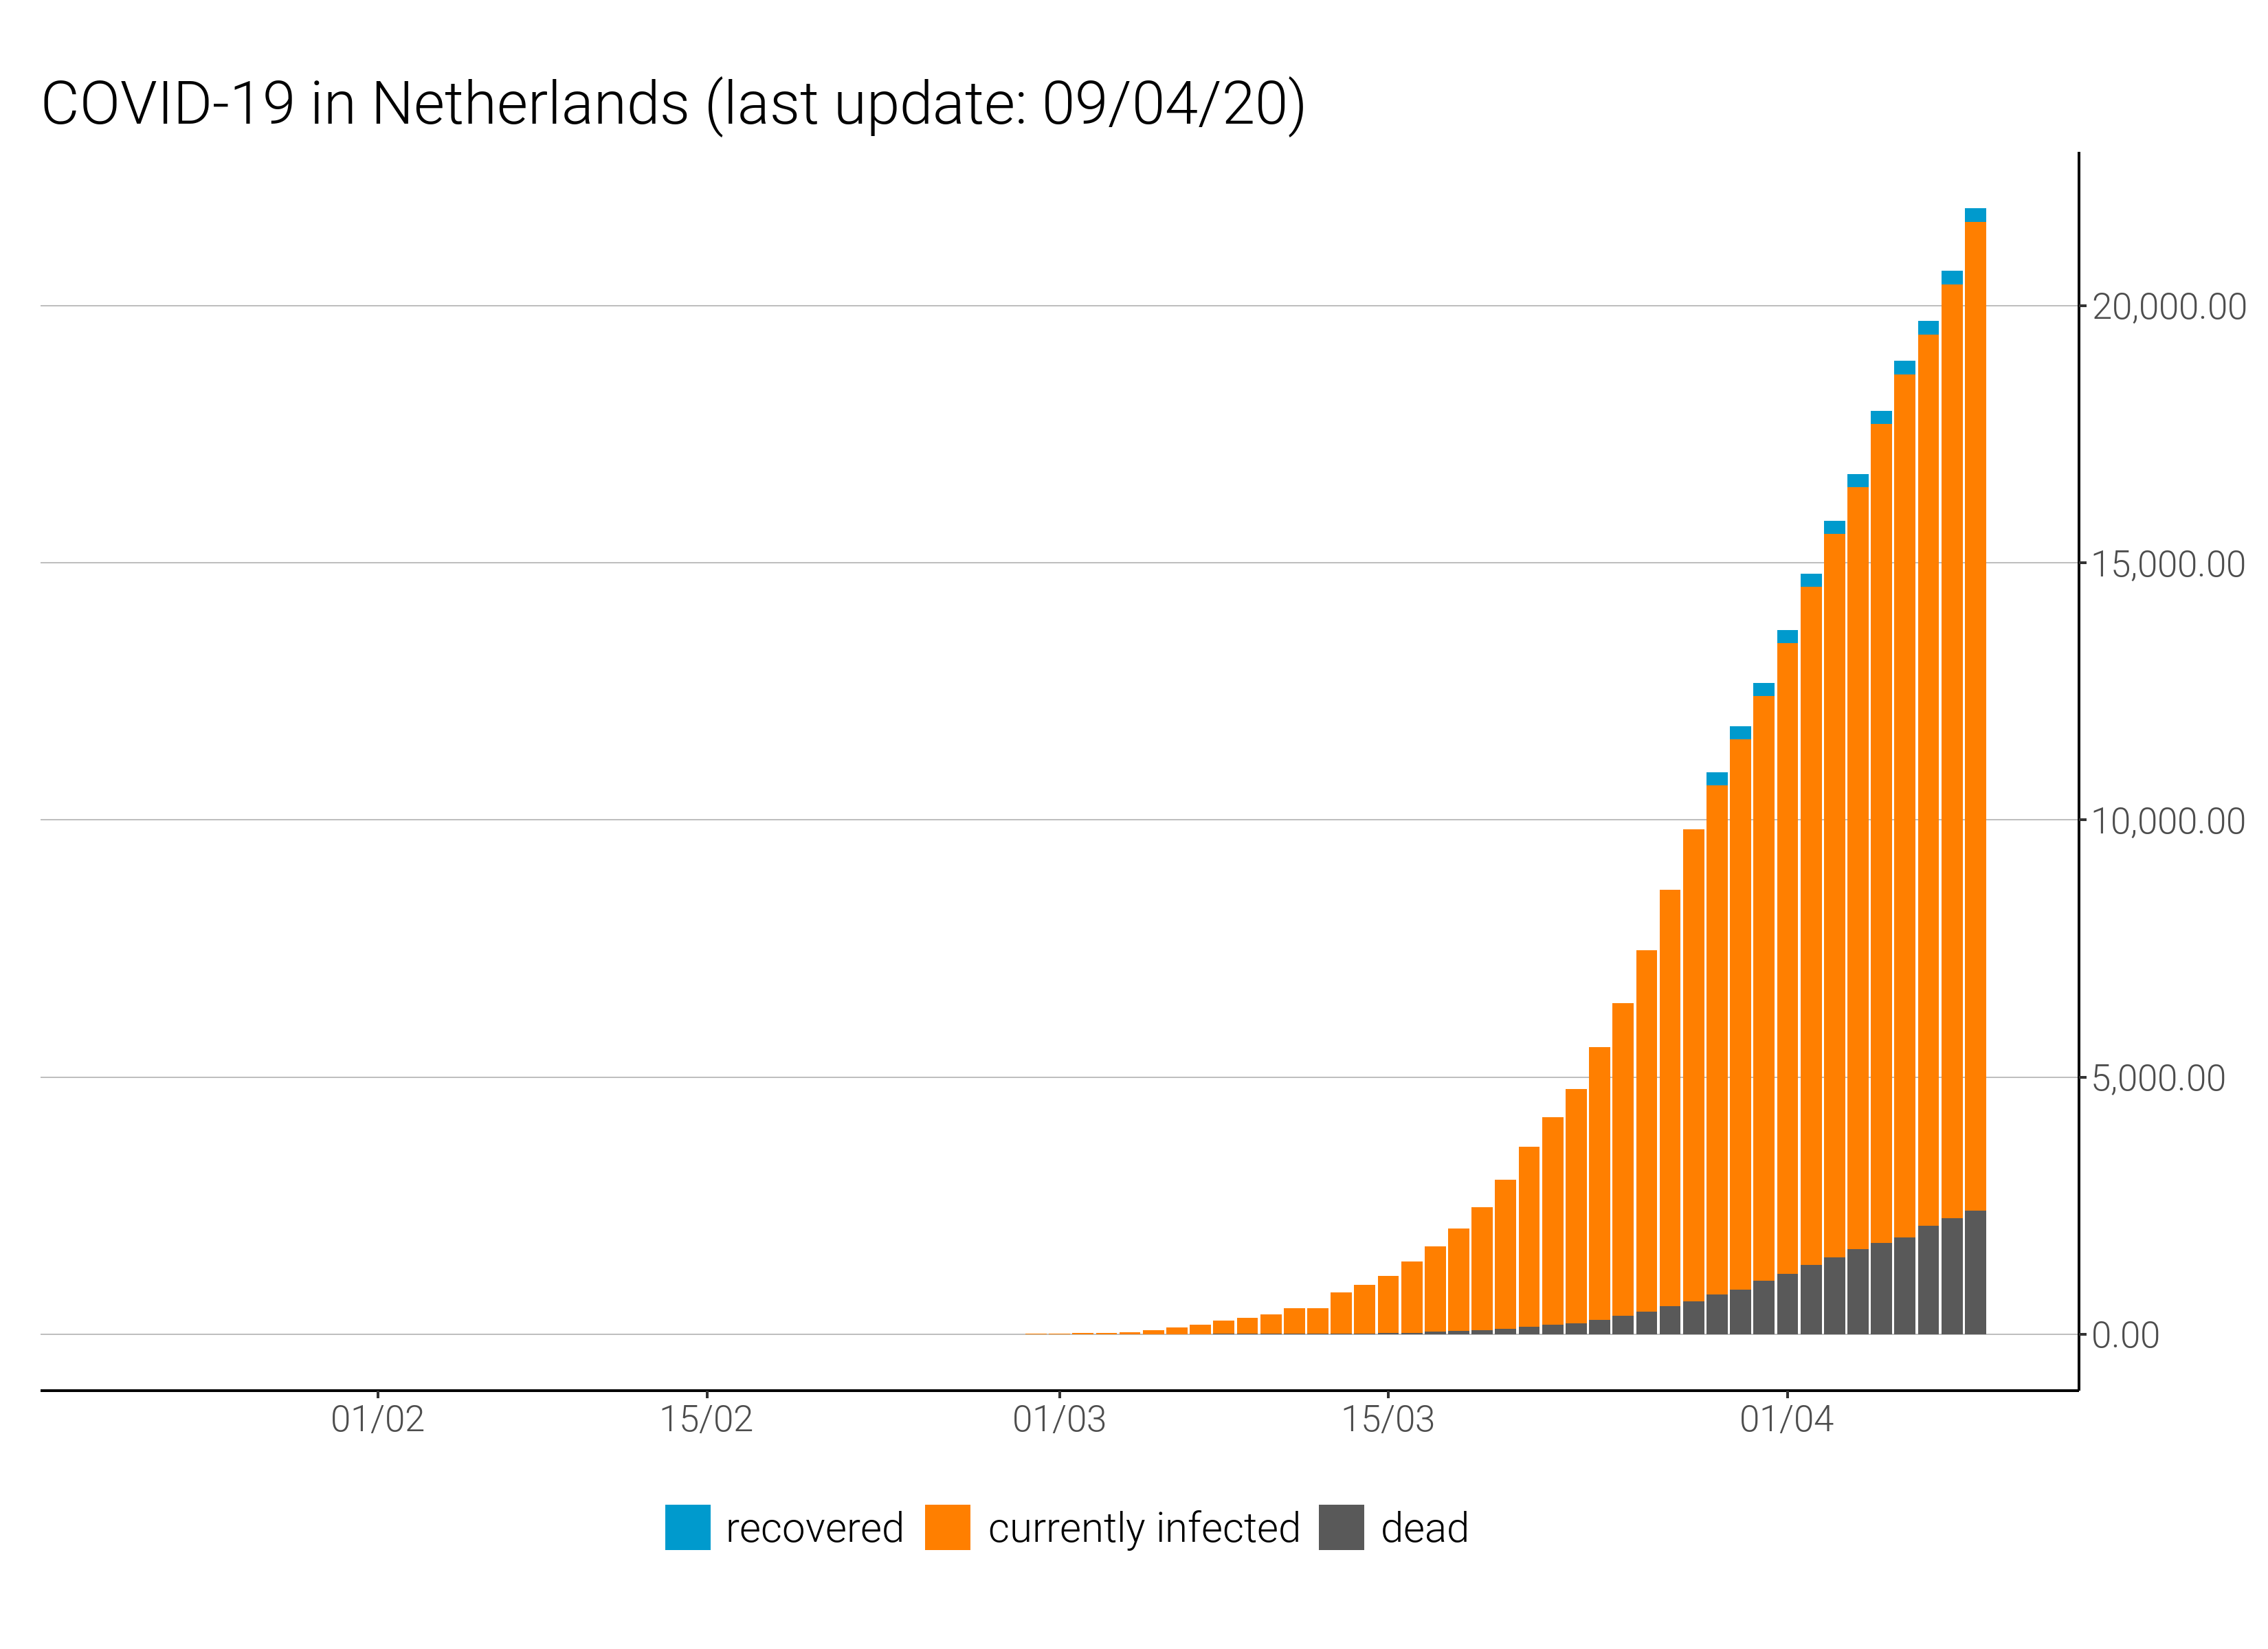 COVID-19 in Netherlands (last update: 09/04/20)
20,000.00
15,000.00
10,000.00
5,000.00
0.00
01/02 15/02 01/03 15/03 01/04
recovered currently infected dead